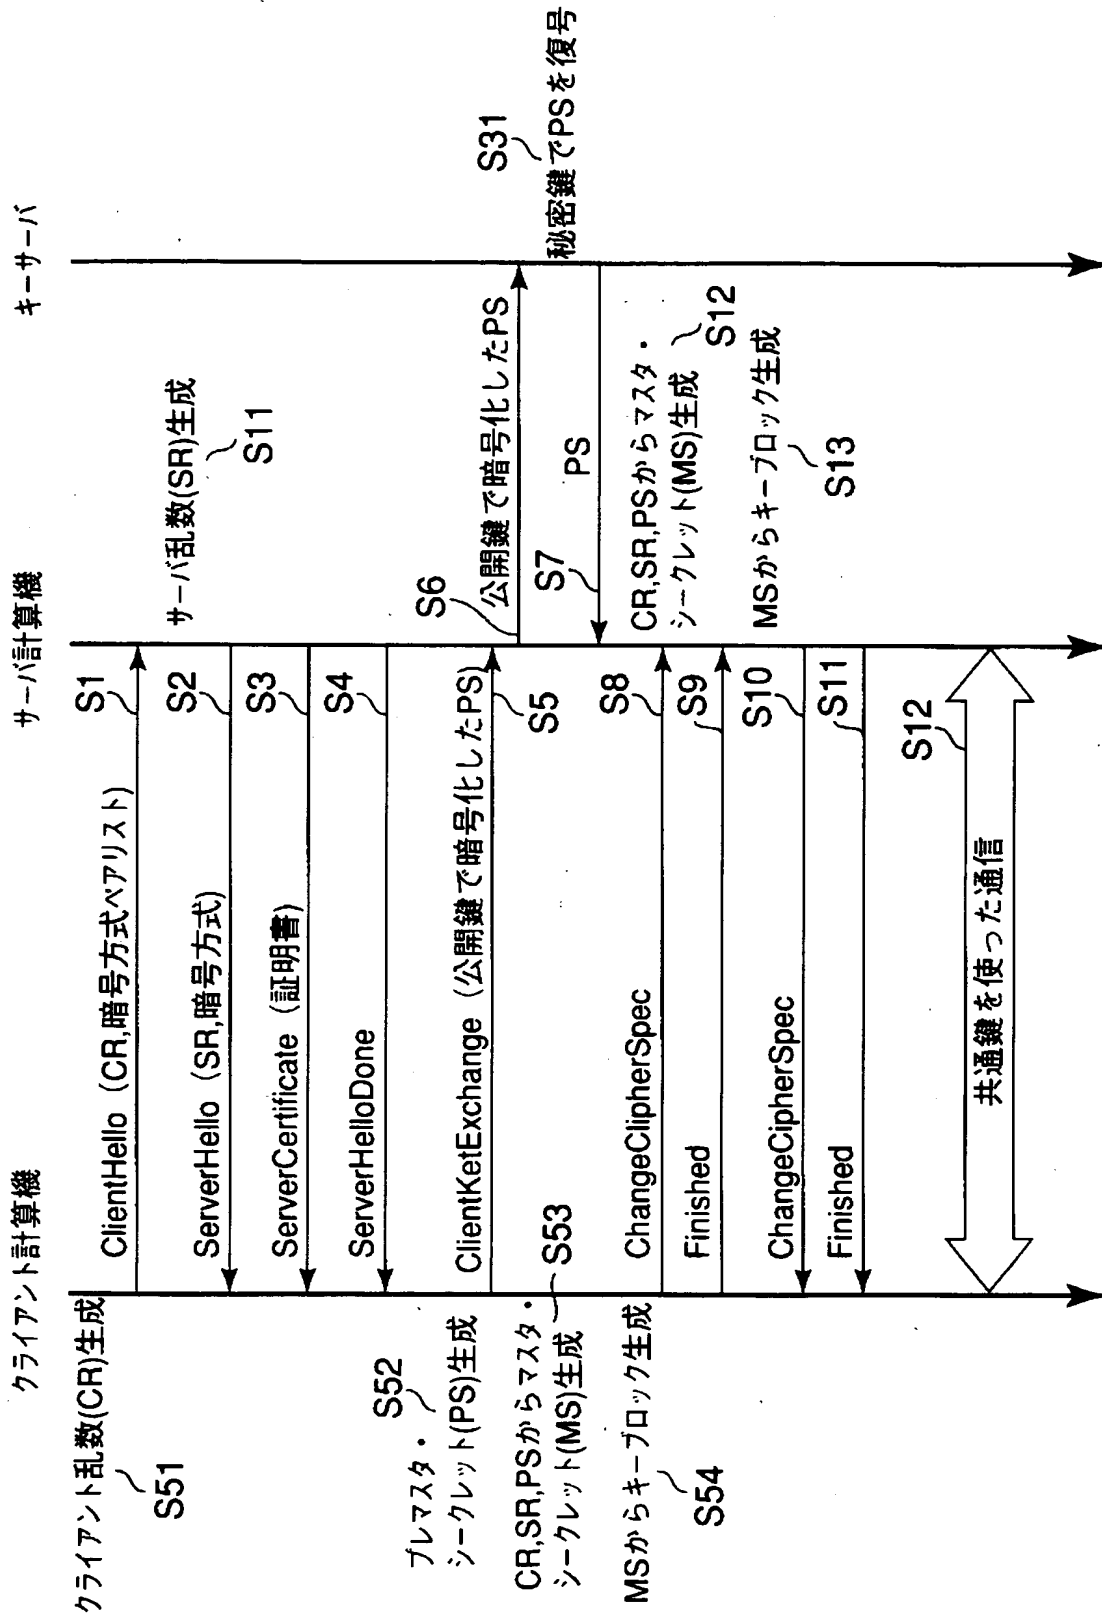 クライアント計算機
サーバ計算機
キーサーバ
クライアント乱数(CR)生成
S51
ClientHello (CR,暗号方式ペアリスト)
S1
サーバ乱数(SR)生成
S11
ServerHello (SR,暗号方式)
S2
ServerCertificate (証明書)
S3
ServerHelloDone
S4
S52
プレマスタ・
シークレット(PS)生成
ClientKetExchange (公開鍵で暗号化したPS)
S5
S6
公開鍵で暗号化したPS
S31
秘密鍵でPSを復号
S7
PS
CR,SR,PSからマスタ・
シークレット(MS)生成
S53
CR,SR,PSからマスタ・
シークレット(MS)生成
S12
MSからキーブロック生成
S54
ChangeClipherSpec
S8
Finished
S9
MSからキーブロック生成
S13
ChangeCipherSpec
S10
Finished
S11
S12
共通鍵を使った通信